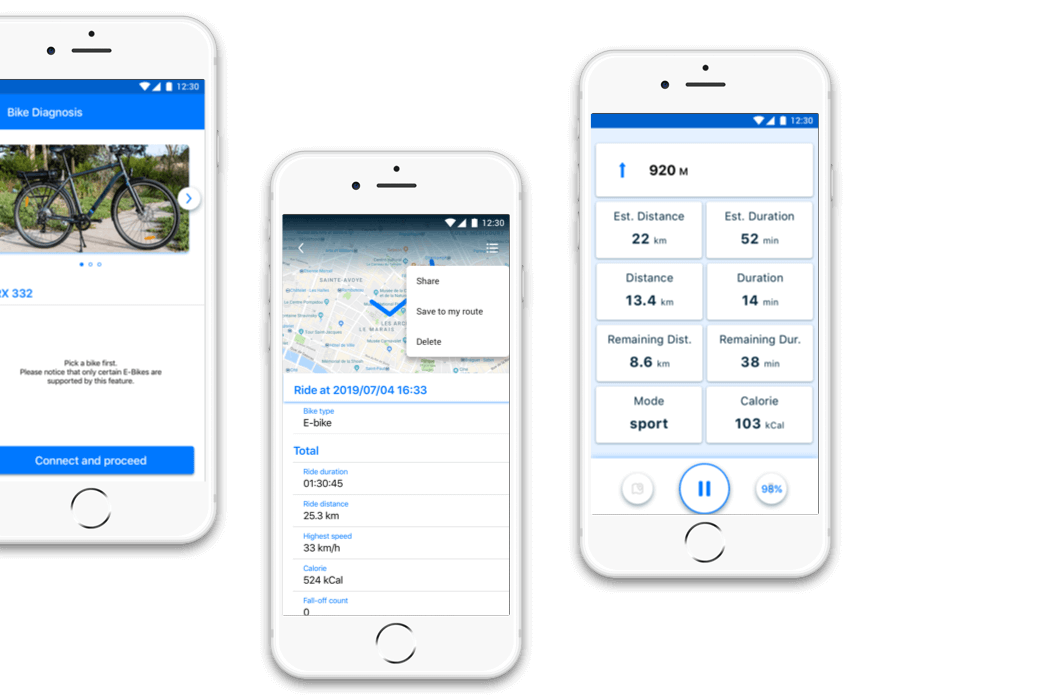 12:30
Bike Diagnosis
RX 332
Pick a bike first.
Please notice that only certain E-Bikes are
supported by this feature.
Connect and proceed
12:30
SAINTE-AVOYE
LE MARAIS
Share
Save to my route
Delete
Ride at 2019/07/04 16:33
Bike type
E-bike
Total
Ride duration
01:30:45
Ride distance
25.3 km
Highest speed
33 km/h
Calorie
524 kCal
Fall-off count
0
12:30
920 M
Est. Distance
22 km
Est. Duration
52 min
Distance
13.4 km
Duration
14 min
Remaining Dist.
8.6 km
Remaining Dur.
38 min
Mode
sport
Calorie
103 kCal
98%